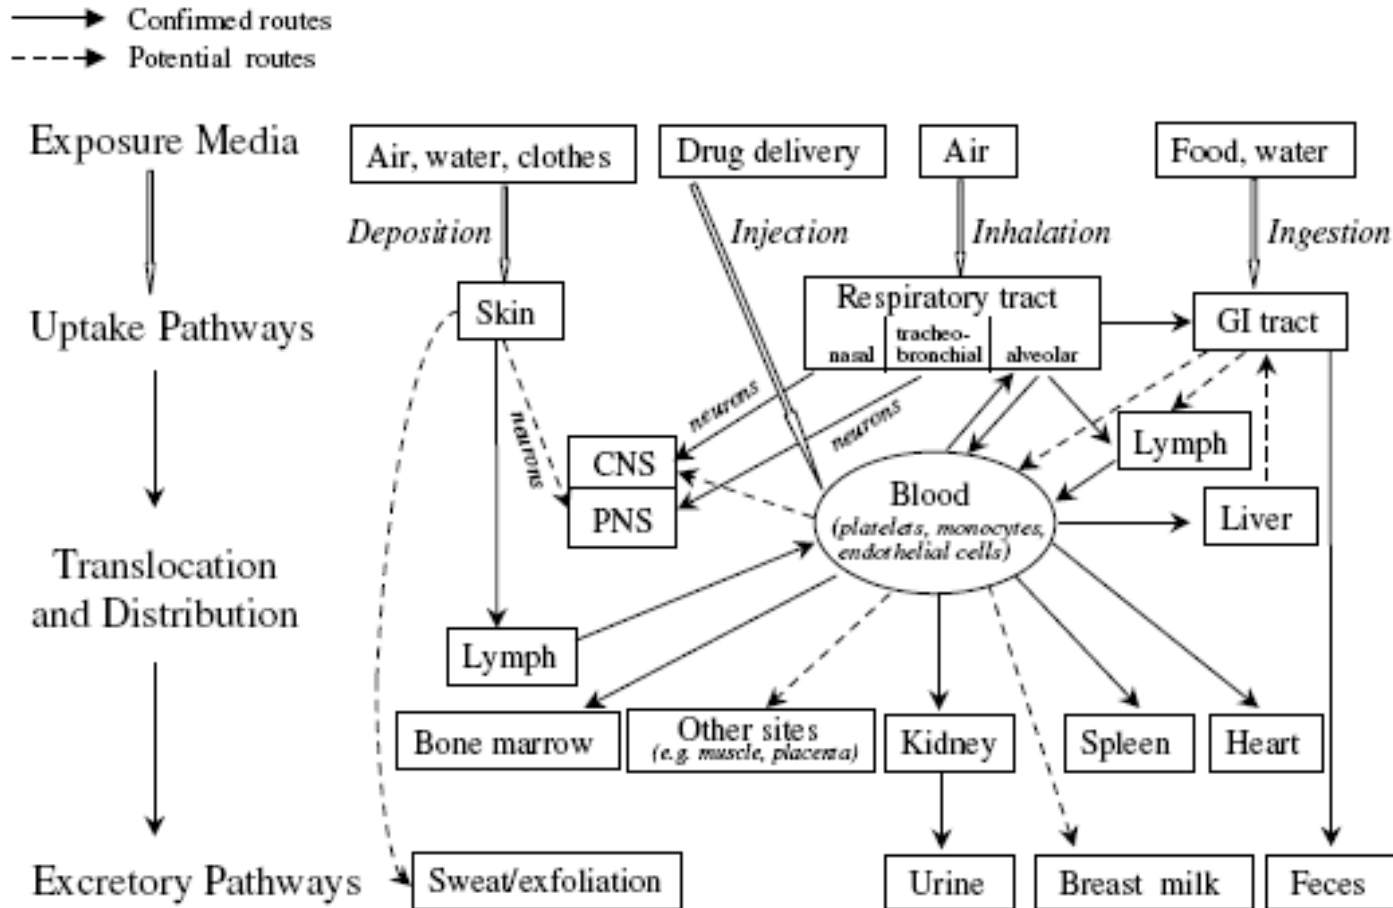 Confirmed routes
Potential routes
Exposure Media
Air, water, clothes
Drug delivery
Air
Food, water
Deposition
Injection
Inhalation
Ingestion
Uptake Pathways
Skin
Respiratory tract
nasal
tracheo-
bronchial
alveolar
GI tract
neurons
neurons
neurons
CNS
PNS
Blood
(platelets, monocytes,
endothelial cells)
Lymph
Liver
Translocation
and Distribution
Lymph
Bone marrow
Other sites
(e.g. muscle, placenta)
Kidney
Spleen
Heart
Excretory Pathways
Sweat/exfoliation
Urine
Breast milk
Feces